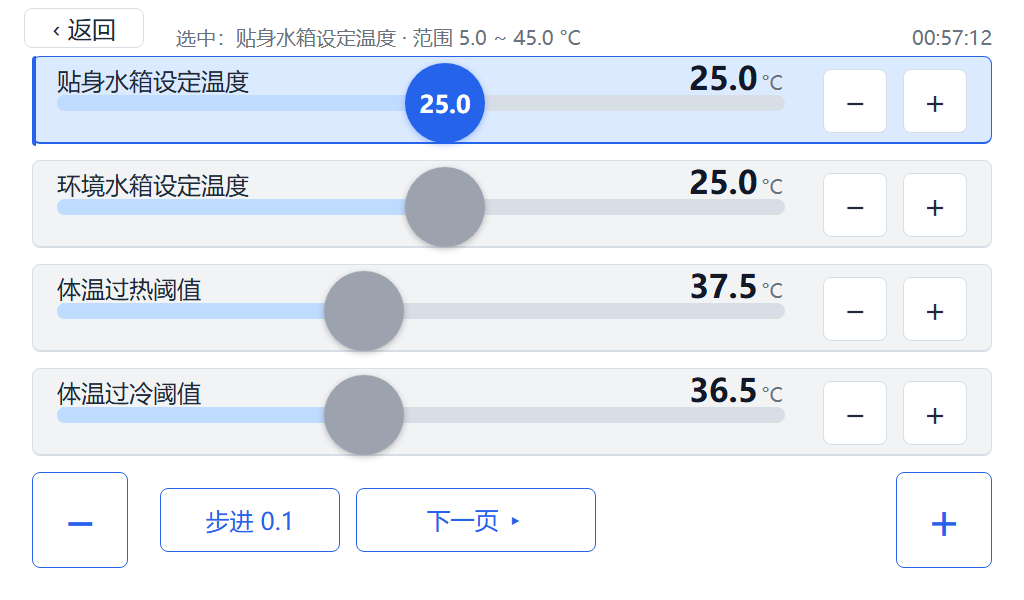 ‹ 返回
选中：贴身水箱设定温度 · 范围 5.0 ~ 45.0 °C
00:57:12
贴身水箱设定温度
25.0 °C
25.0
−
+
环境水箱设定温度
25.0 °C
−
+
体温过热阈值
37.5 °C
−
+
体温过冷阈值
36.5 °C
−
+
−
步进 0.1
下一页 ▸
+